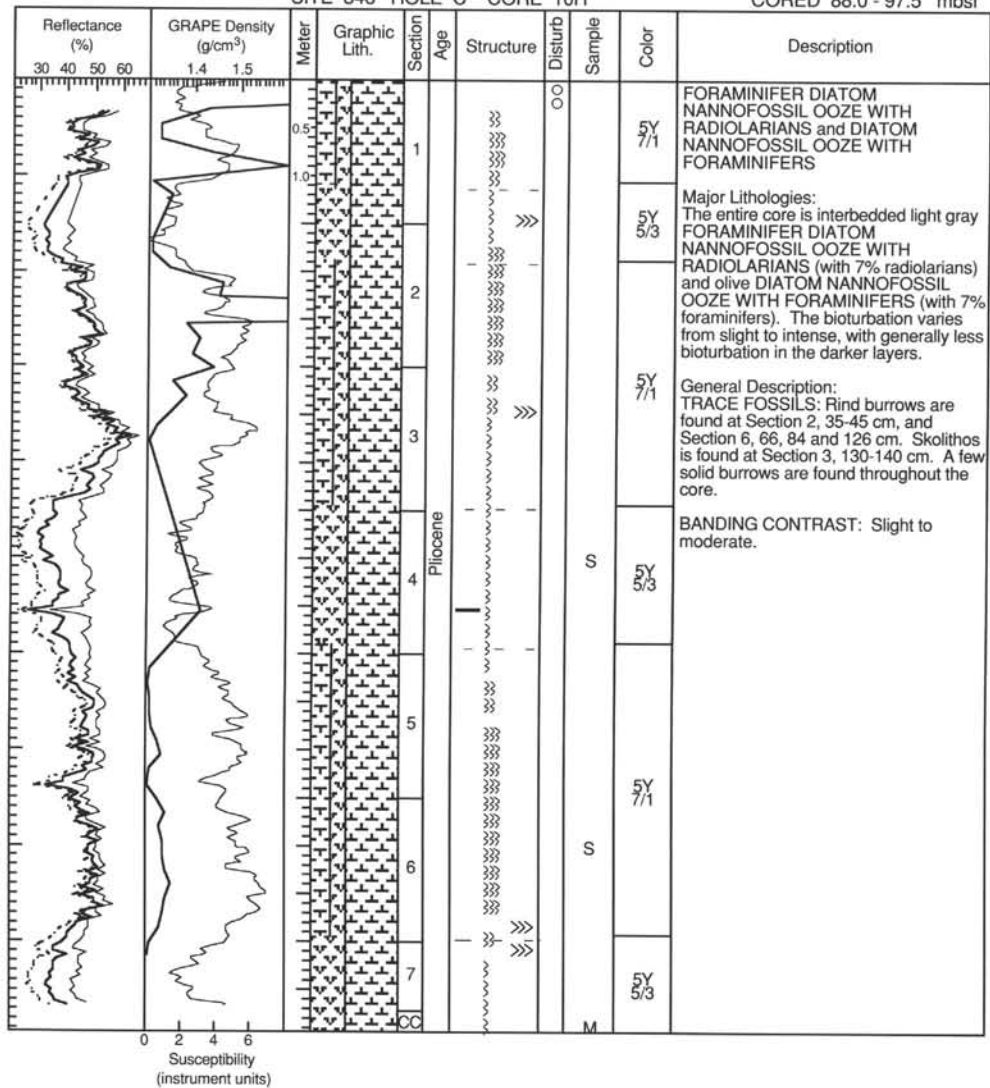 CORED 88.0 - 97.5 mbsf
Reflectance
(%)
30 40 50 60
GRAPE Density
(g/cm³)
1.4 1.5
Meter
Graphic
Lith.
Section
Age
Structure
Disturb
Sample
Color
Description
0.5
1.0
1
2
3
4
5
6
7
CC
Pliocene
S
S
M
5Y
7/1
5Y
5/3
5Y
7/1
5Y
5/3
5Y
7/1
5Y
5/3
FORAMINIFER DIATOM
NANNOFOSSIL OOZE WITH
RADIOLARIANS and DIATOM
NANNOFOSSIL OOZE WITH
FORAMINIFERS
Major Lithologies:
The entire core is interbedded light gray
FORAMINIFER DIATOM
NANNOFOSSIL OOZE WITH
RADIOLARIANS (with 7% radiolarians)
and olive DIATOM NANNOFOSSIL
OOZE WITH FORAMINIFERS (with 7%
foraminifers). The bioturbation varies
from slight to intense, with generally less
bioturbation in the darker layers.
General Description:
TRACE FOSSILS: Rind burrows are
found at Section 2, 35-45 cm, and
Section 6, 66, 84 and 126 cm. Skolithos
is found at Section 3, 130-140 cm. A few
solid burrows are found throughout the
core.
BANDING CONTRAST: Slight to
moderate.
0 2 4 6
Susceptibility
(instrument units)